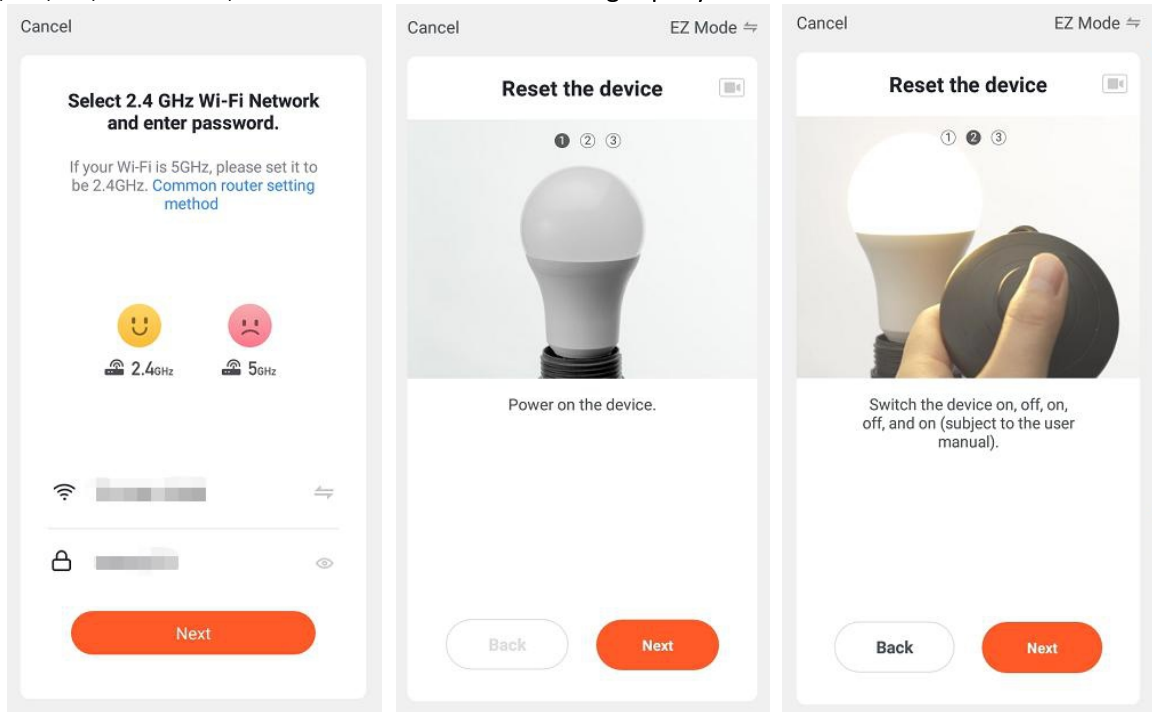 Cancel
Select 2.4 GHz Wi-Fi Network
and enter password.
If your Wi-Fi is 5GHz, please set it to
be 2.4GHz. Common router setting
method
2.4GHz
5GHz
Next
Cancel
EZ Mode
Reset the device
1 2 3
Power on the device.
Back
Next
Cancel
EZ Mode
Reset the device
1 2 3
Switch the device on, off, on,
off, and on (subject to the user
manual).
Back
Next